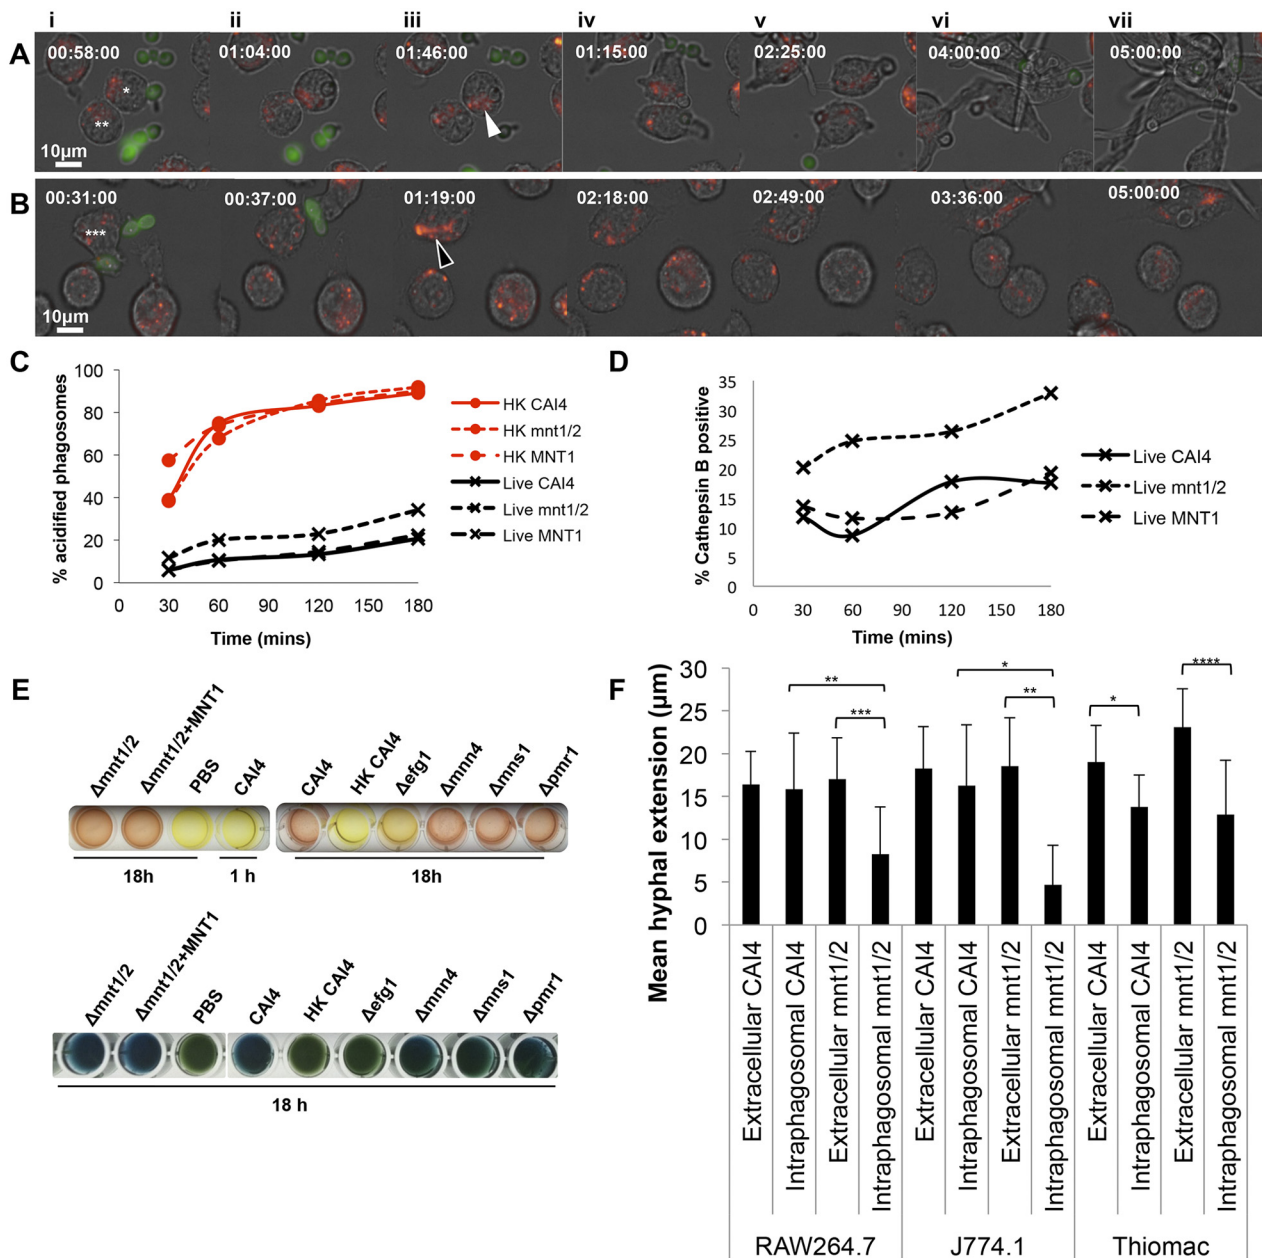 i ii iii iv v vi vii
A
00:58:00 01:04:00 01:46:00 01:15:00 02:25:00 04:00:00 05:00:00
*
**
10µm
B
00:31:00 00:37:00 01:19:00 02:18:00 02:49:00 03:36:00 05:00:00
***
10µm
C
% acidified phagosomes
100
80
60
40
20
0
0 30 60 90 120 150 180
Time (mins)
HK CAI4
HK mnt1/2
HK MNT1
Live CAI4
Live mnt1/2
Live MNT1
D
% Cathepsin B positive
35
30
25
20
15
10
5
0
0 30 60 90 120 150 180
Time (mins)
Live CAI4
Live mnt1/2
Live MNT1
E
Δmnt1/2 Δmnt1/2+MNT1 PBS CAI4 CAI4 HK CAI4 Δefg1 Δmnn4 Δmns1 Δpmr1
18h 1 h 18h
Δmnt1/2 Δmnt1/2+MNT1 PBS CAI4 HK CAI4 Δefg1 Δmnn4 Δmns1 Δpmr1
18 h
F
Mean hyphal extension (µm)
30
25
20
15
10
5
0
** *** * ** * ****
Extracellular CAI4
Intraphagosomal CAI4
Extracellular mnt1/2
Intraphagosomal mnt1/2
Extracellular CAI4
Intraphagosomal CAI4
Extracellular mnt1/2
Intraphagosomal mnt1/2
Extracellular CAI4
Intraphagosomal CAI4
Extracellular mnt1/2
Intraphagosomal mnt1/2
RAW264.7 J774.1 Thiomac